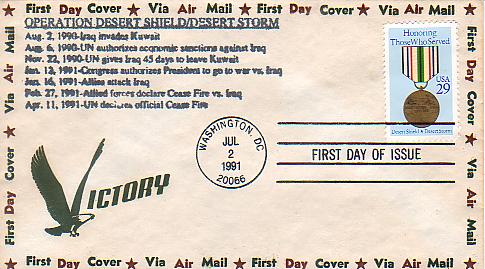 First Day Cover ★ Via Air Mail ★ First Day Cover ★ Via Air Mail
OPERATION DESERT SHIELD/DESERT STORM
Aug. 2, 1990-Iraq invades Kuwait
Aug. 6, 1990-UN authorizes economic sanctions against Iraq
Nov. 22, 1990-UN gives Iraq 45 days to leave Kuwait
Jan. 12, 1991-Congress authorizes President to go to war vs. Iraq
Jan. 16, 1991-Allies attack Iraq
Feb. 27, 1991-Allied forces declare Cease Fire vs. Iraq
Apr. 11, 1991-UN declares official Cease Fire
Honoring
Those Who Served
USA
29
Desert Shield ★ Desert Storm
WASHINGTON, DC
JUL
2
1991
20066
FIRST DAY OF ISSUE
VICTORY
First Day Cover ★ Via Air Mail
First Day Cover ★ Via Air Mail
First Day Cover ★ Via Air Mail ★ First Day Cover ★ Via Air Mail